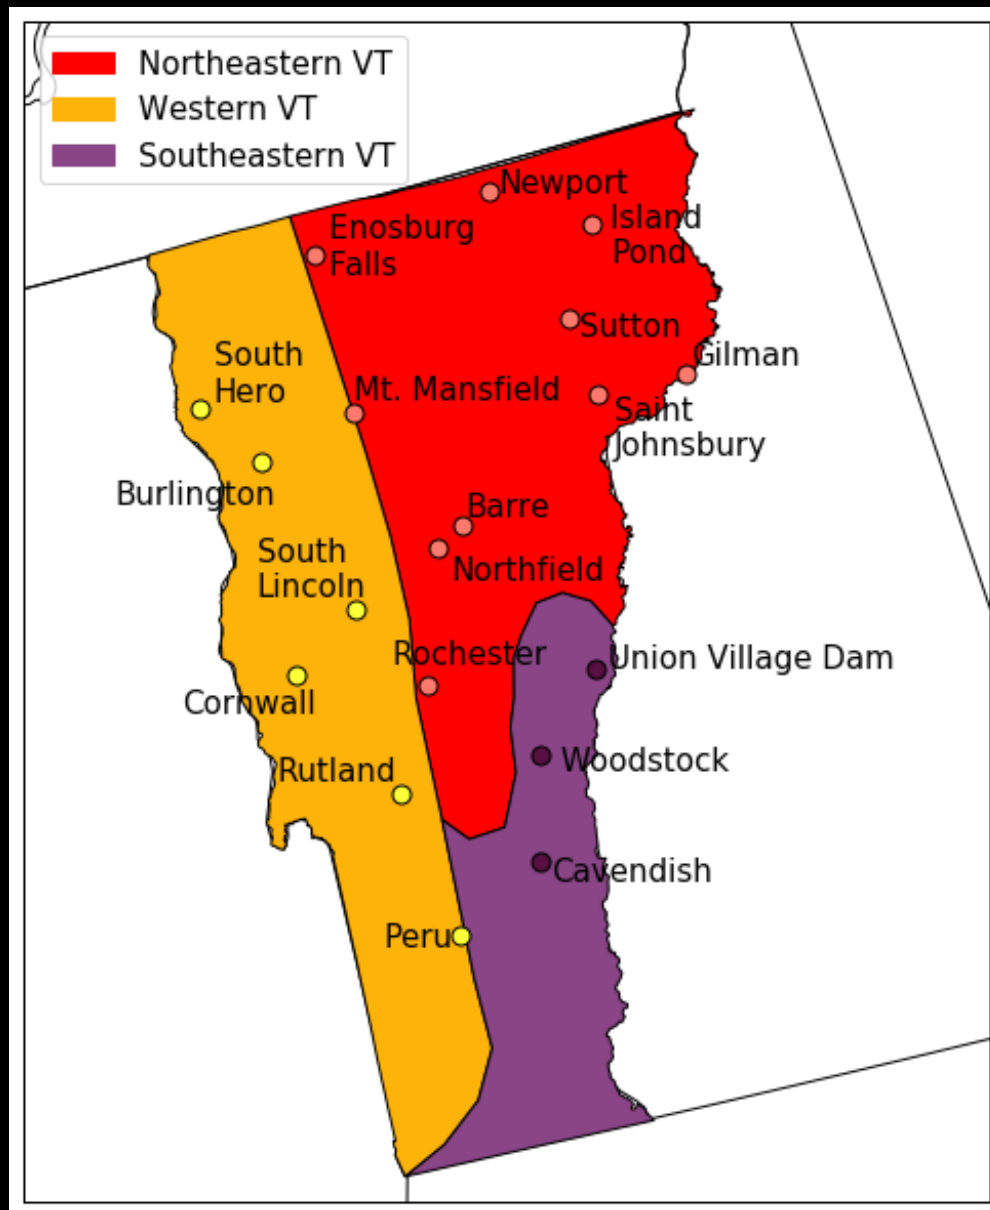 Northeastern VT
Western VT
Southeastern VT
Newport
Island
Pond
Enosburg
Falls
Sutton
Gilman
South
Hero
Mt. Mansfield
Saint
Johnsbury
Burlington
Barre
Northfield
South
Lincoln
Rochester
Union Village Dam
Cornwall
Woodstock
Rutland
Cavendish
Peru